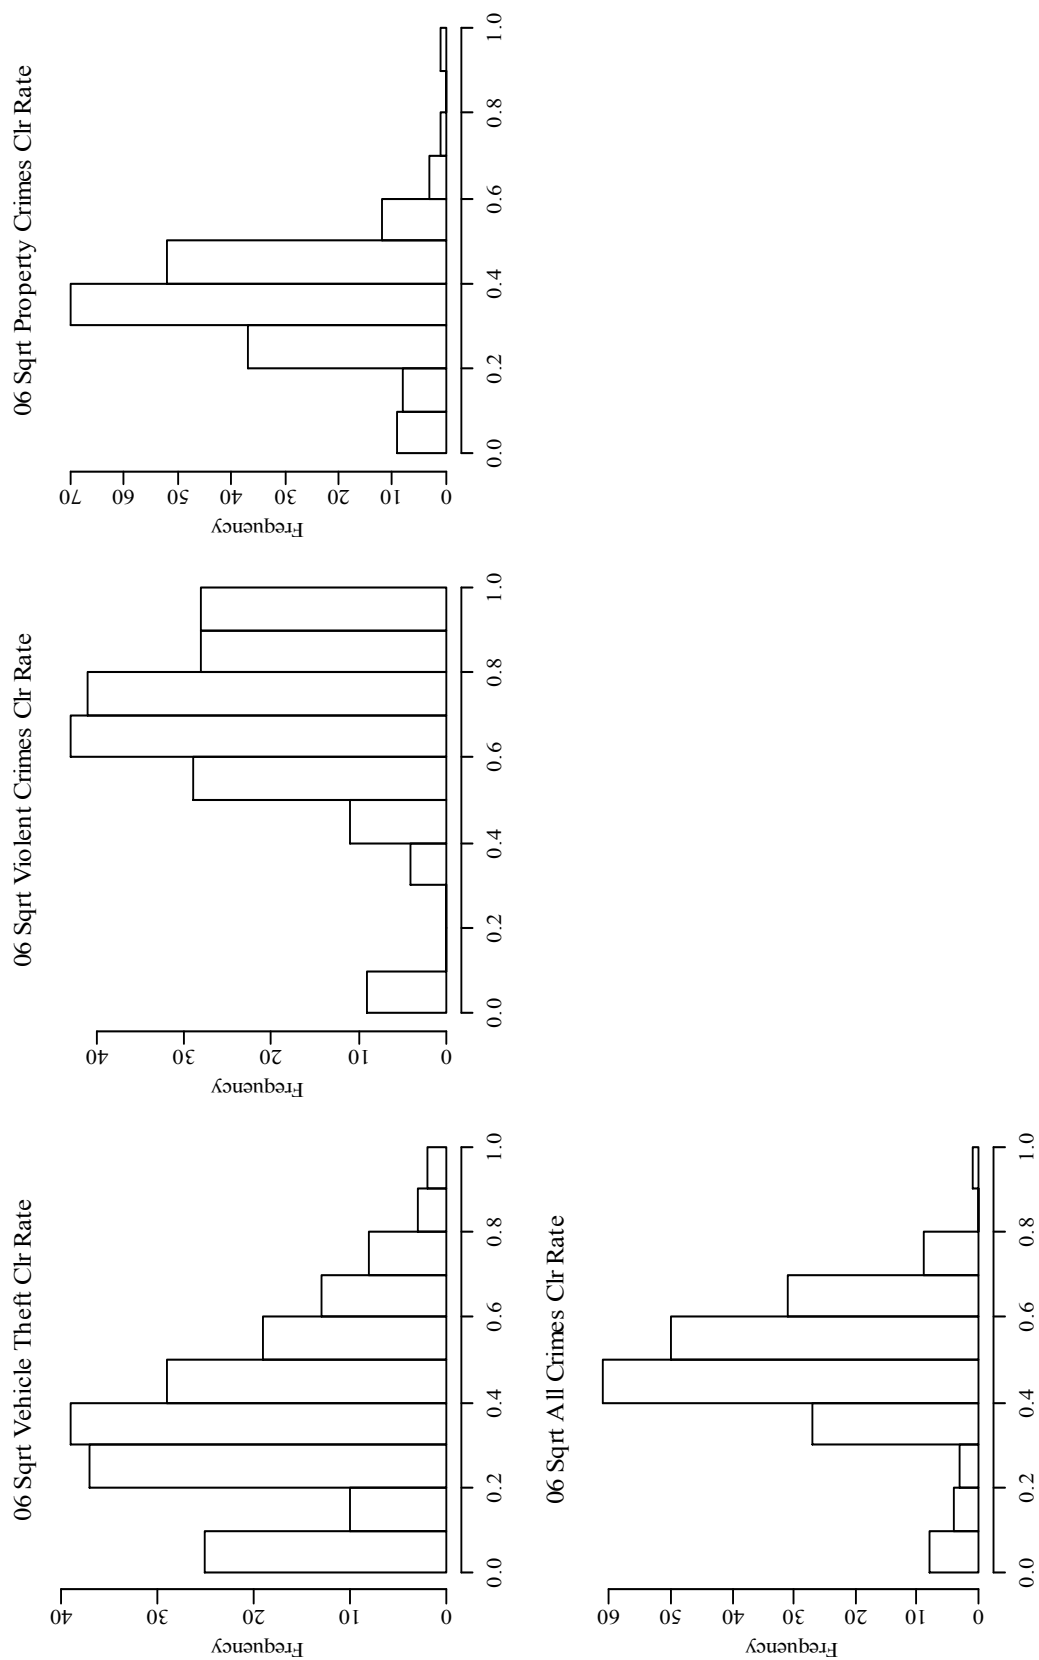 06 Sqrt Vehicle Theft Clr Rate
Frequency
0 10 20 30 40
0.0 0.2 0.4 0.6 0.8 1.0
06 Sqrt Violent Crimes Clr Rate
Frequency
0 10 20 30 40
0.0 0.2 0.4 0.6 0.8 1.0
06 Sqrt Property Crimes Clr Rate
Frequency
0 10 20 30 40 50 60 70
0.0 0.2 0.4 0.6 0.8 1.0
06 Sqrt All Crimes Clr Rate
Frequency
0 10 20 30 40 50 60
0.0 0.2 0.4 0.6 0.8 1.0